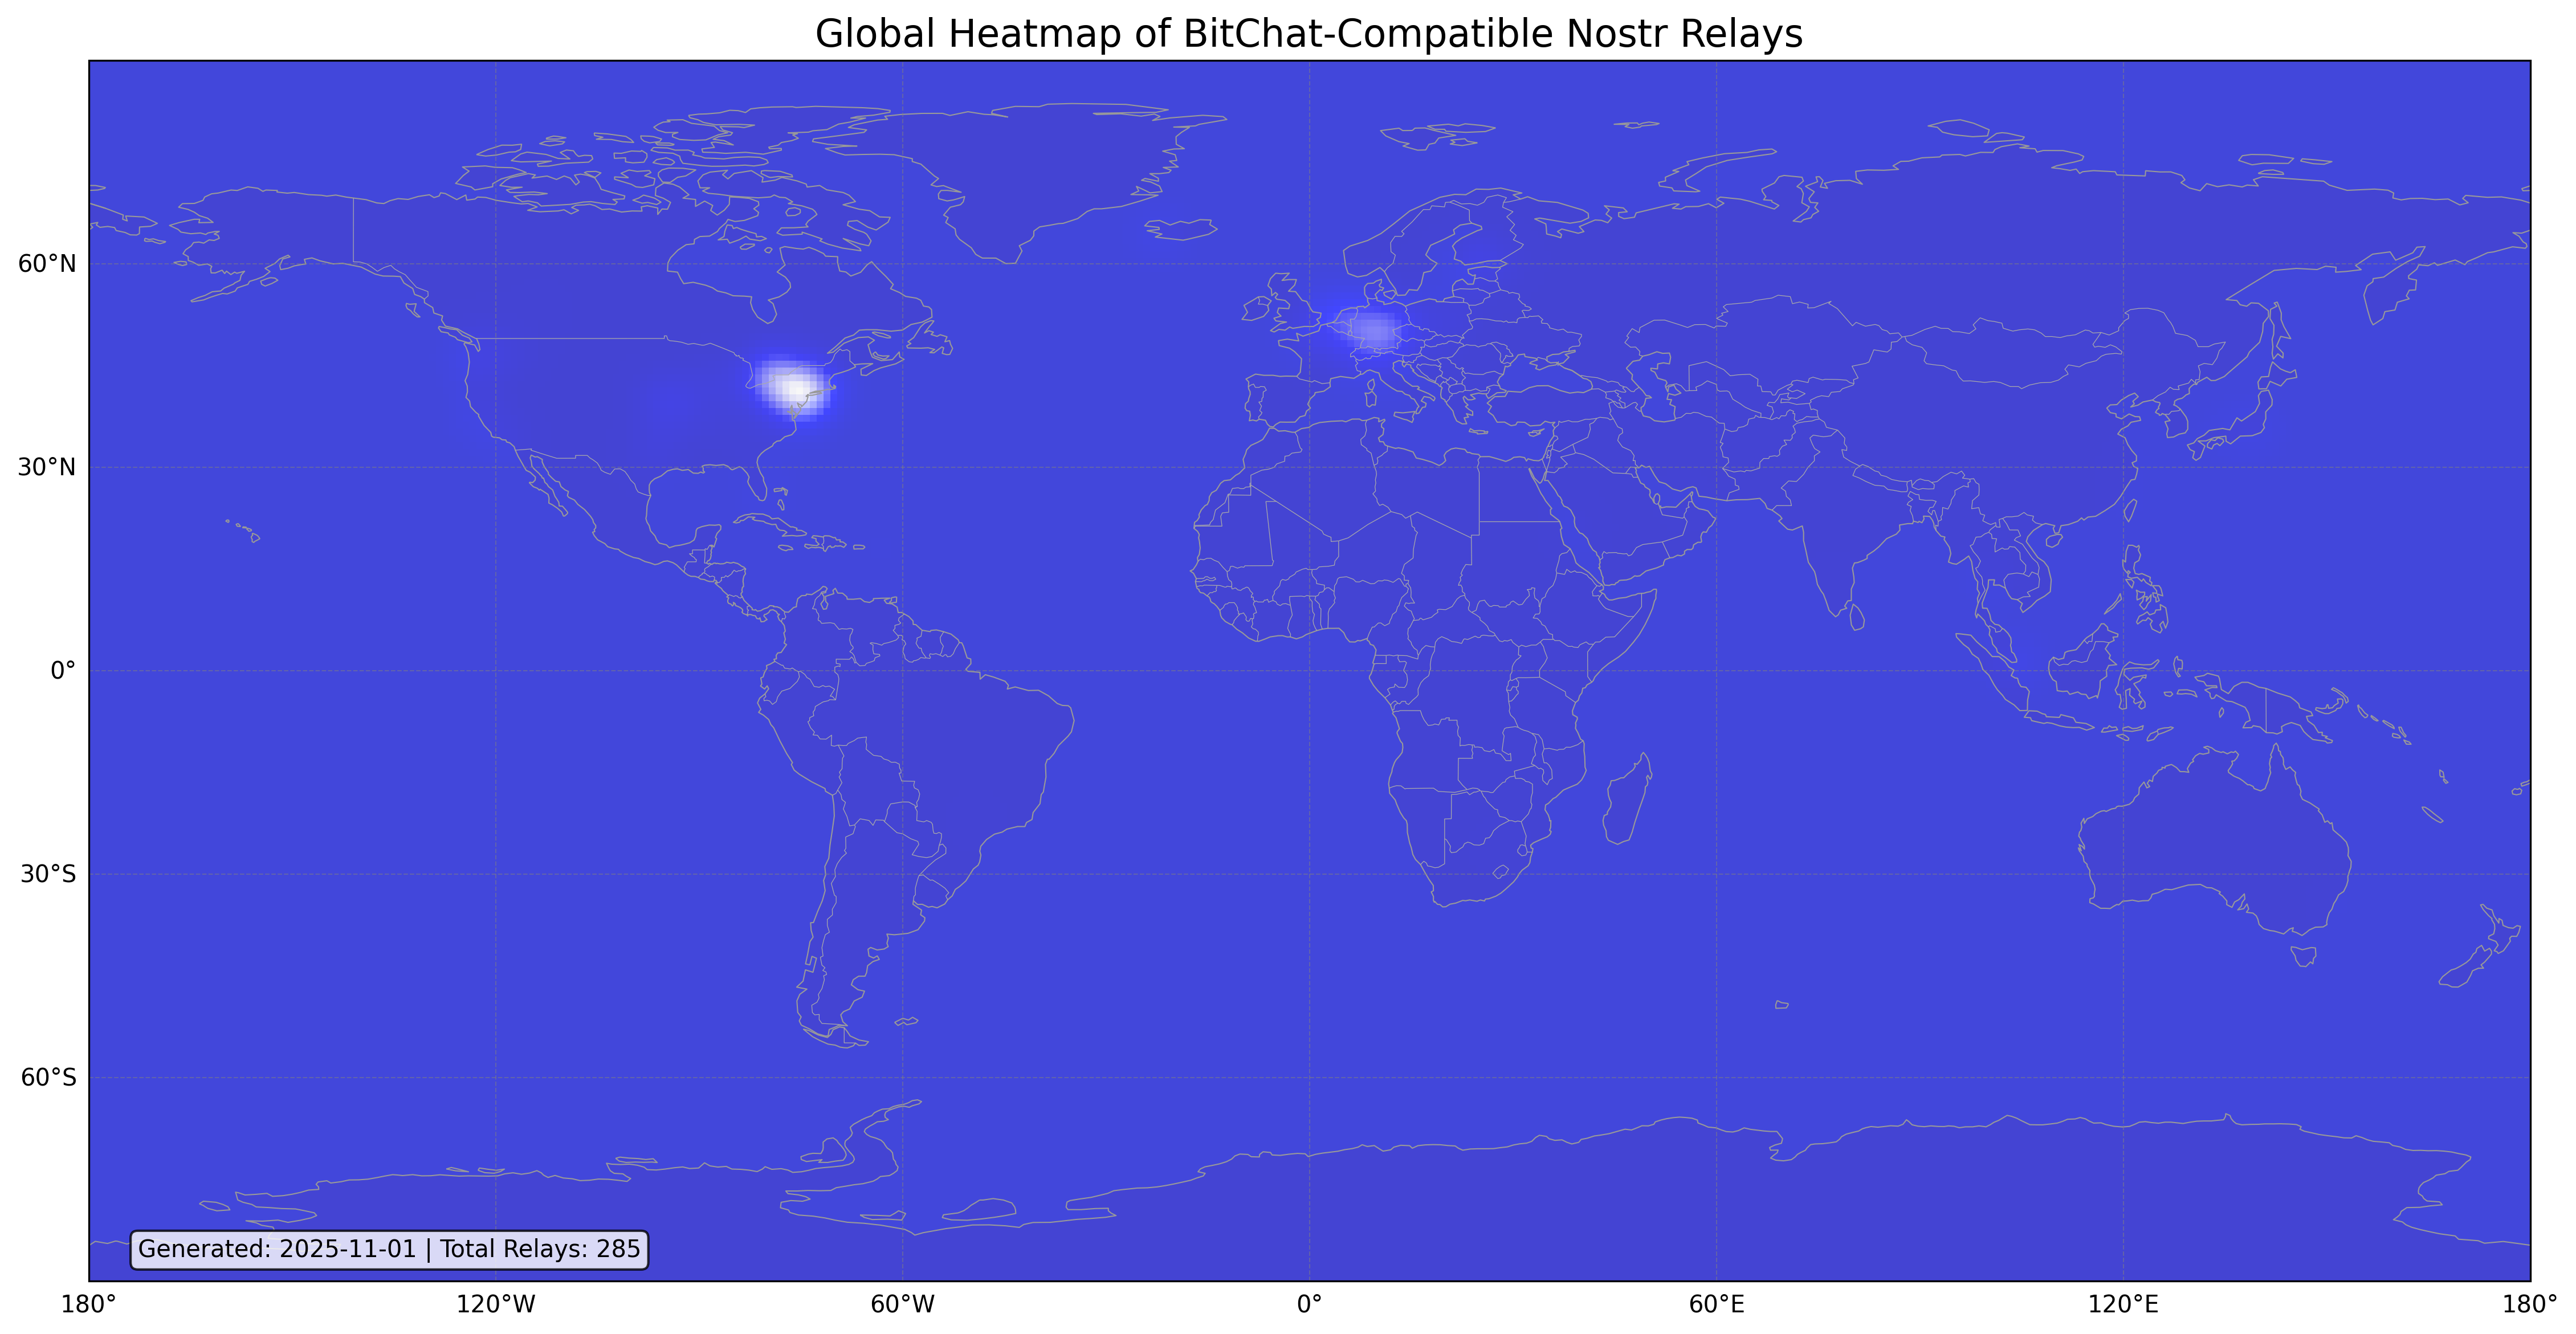 Global Heatmap of BitChat-Compatible Nostr Relays
60°N
30°N
0°
30°S
60°S
Generated: 2025-11-01 | Total Relays: 285
180° 120°W 60°W 0° 60°E 120°E 180°